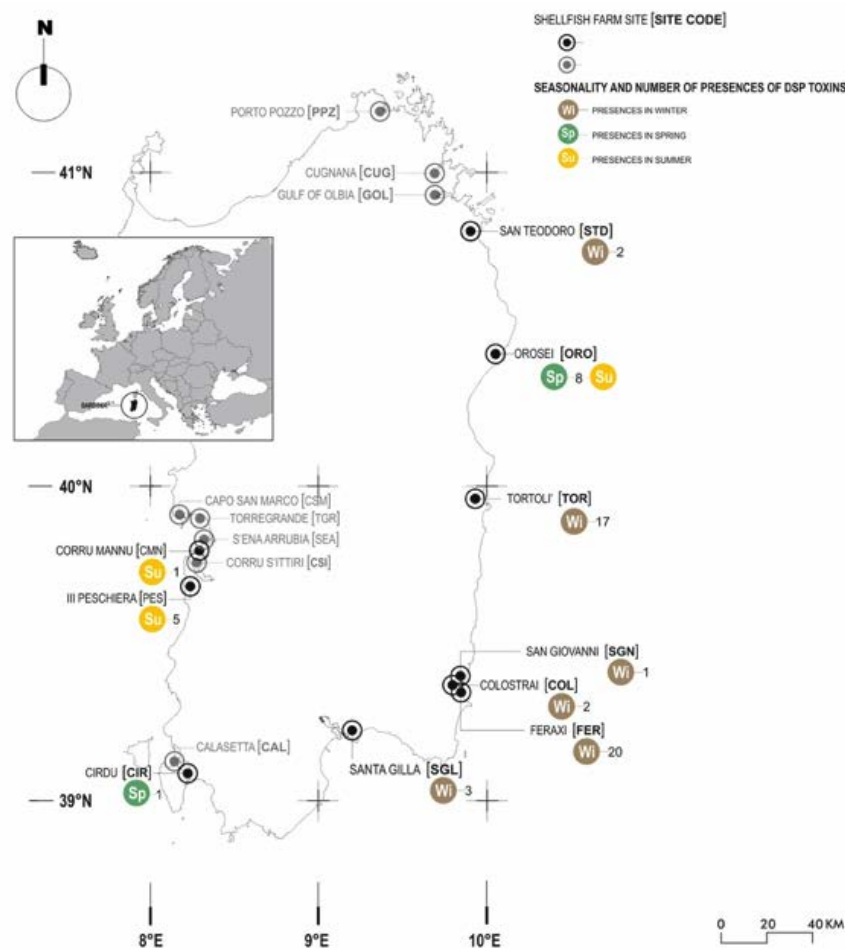 N
SHELLFISH FARM SITE [SITE CODE]
SEASONALITY AND NUMBER OF PRESENCES OF DSP TOXINS
Wi PRESENCES IN WINTER
Sp PRESENCES IN SPRING
Su PRESENCES IN SUMMER
PORTO POZZO [PPZ]
41°N
CUGNANA [CUG]
GULF OF OLBIA [GOL]
SAN TEODORO [STD]
Wi 2
OROSEI [ORO]
Sp 8 Su
SARDINIA
40°N
CAPO SAN MARCO [CSM]
TORTOLI' [TOR]
TORREGRANDE [TGR]
Wi 17
S'ENA ARRUBIA [SEA]
CORRU MANNU [CMN]
CORRU S'ITTIRI [CSI]
Su 1
III PESCHIERA [PES]
Su 5
SAN GIOVANNI [SGN]
Wi 1
COLOSTRAI [COL]
Wi 2
FERAXI [FER]
Wi 20
CALASETTA [CAL]
CIRDU [CIR]
SANTA GILLA [SGL]
Sp 1
Wi 3
39°N
8°E 9°E 10°E
0 20 40 KM